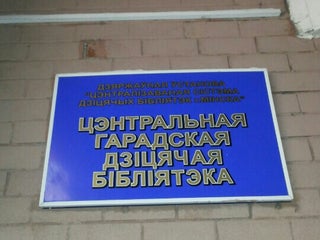 ДЗЯРЖАЎНАЯ ЎСТАНОВА
"ЦЭНТРАЛІЗАВАНАЯ СІСТЭМА
ДЗІЦЯЧЫХ БІБЛІЯТЭК г.МІНСКА"
ЦЭНТРАЛЬНАЯ
ГАРАДСКАЯ
ДЗІЦЯЧАЯ
БІБЛІЯТЭКА